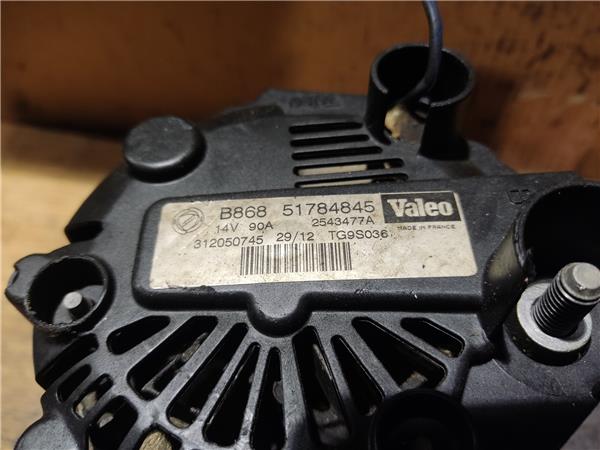 B868 51784845 Valeo
14V 90A 2543477A MADE IN FRANCE
312050745 29/12 TG9S036